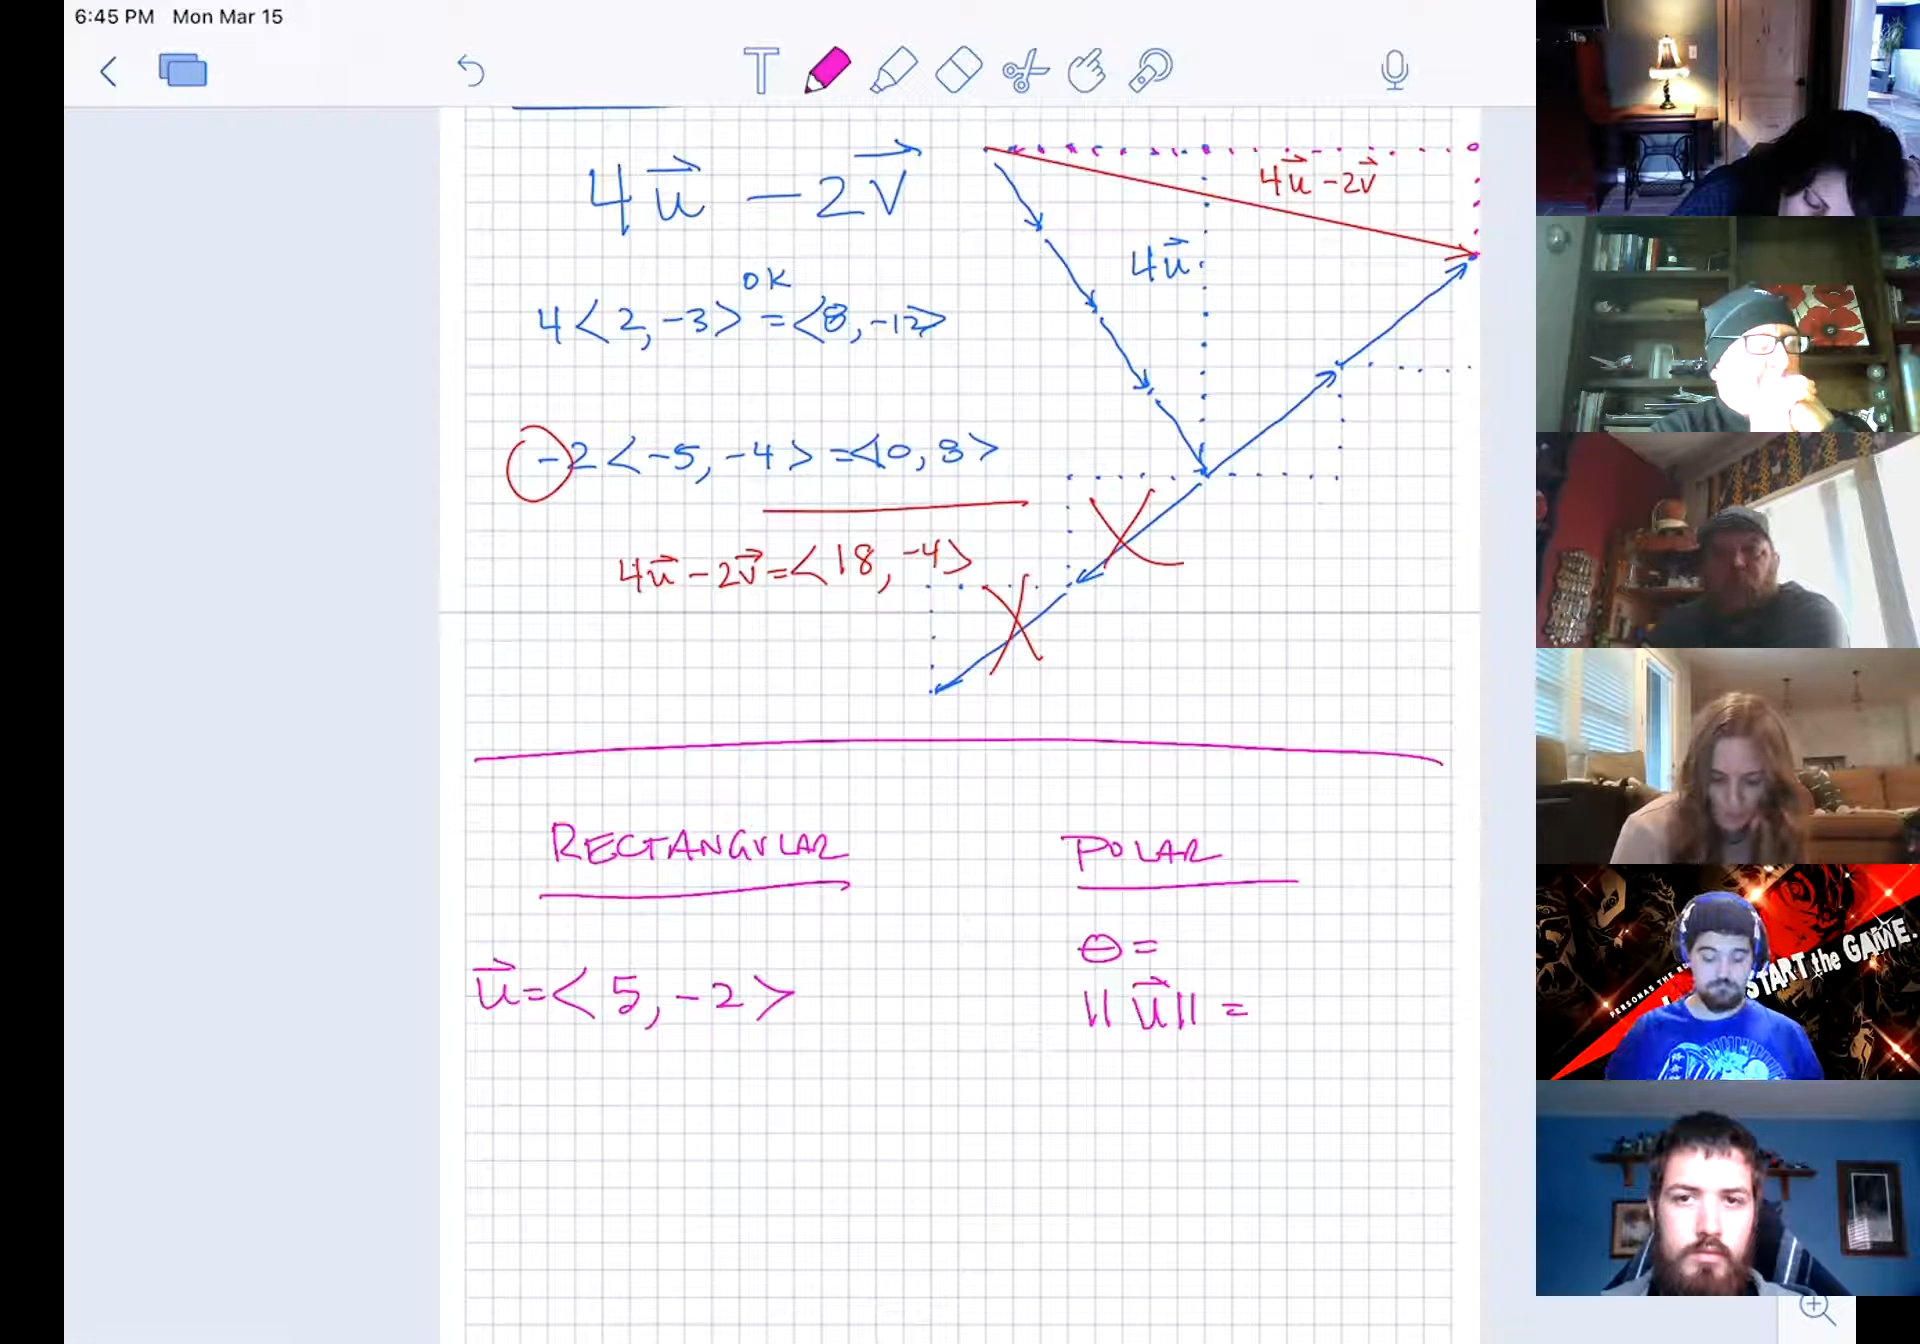 6:45 PM Mon Mar 15
T
4u⃗ − 2v⃗
4u⃗ − 2v⃗
4u⃗
OK
4<2, −3> = <8, −12>
−2<−5, −4> = <10, 8>
4u⃗ − 2v⃗ = <18, −4>
RECTANGULAR
POLAR
θ =
u⃗ = <5, −2>
||u⃗|| =
START the GAME.